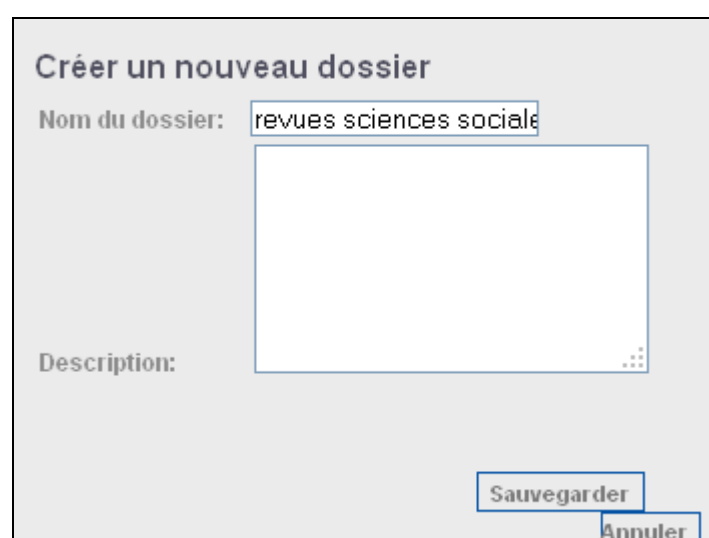 Créer un nouveau dossier
Nom du dossier: revues sciences sociale
Description:
Sauvegarder
Annuler